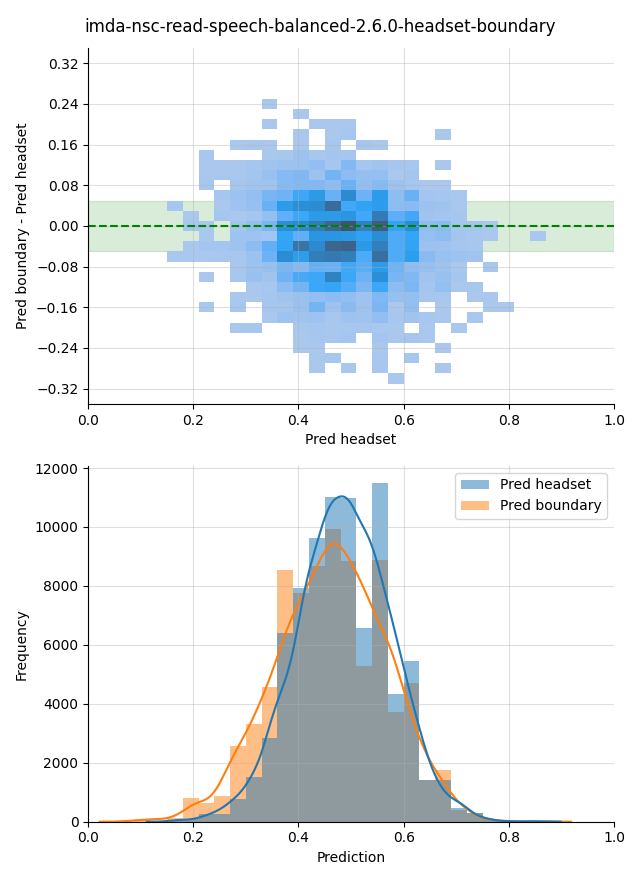 imda-nsc-read-speech-balanced-2.6.0-headset-boundary
0.32
0.24
0.16
0.08
0.00
−0.08
−0.16
−0.24
−0.32
Pred boundary - Pred headset
0.0 0.2 0.4 0.6 0.8 1.0
Pred headset
12000
10000
8000
6000
4000
2000
0
Frequency
Pred headset
Pred boundary
0.0 0.2 0.4 0.6 0.8 1.0
Prediction